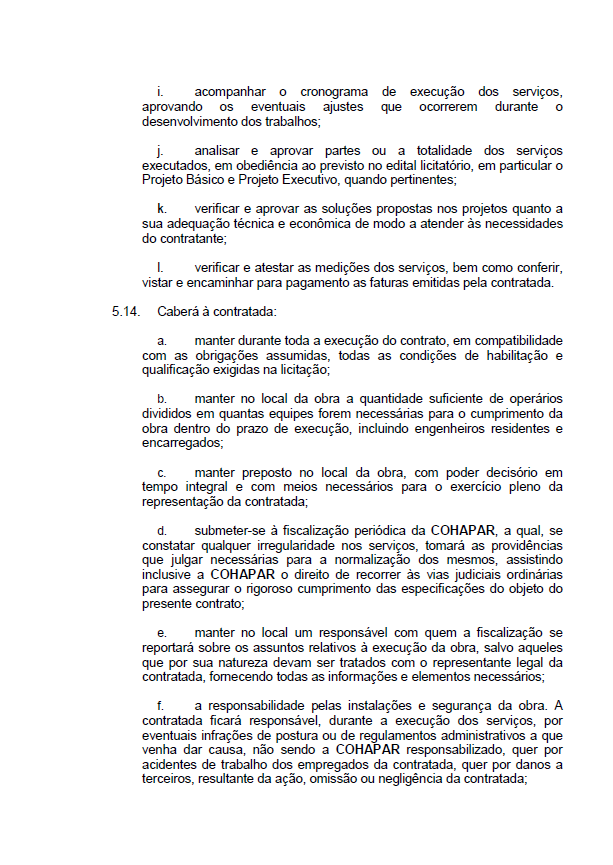 i. acompanhar o cronograma de execução dos serviços,
aprovando os eventuais ajustes que ocorrerem durante o
desenvolvimento dos trabalhos;
j. analisar e aprovar partes ou a totalidade dos serviços
executados, em obediência ao previsto no edital licitatório, em particular o
Projeto Básico e Projeto Executivo, quando pertinentes;
k. verificar e aprovar as soluções propostas nos projetos quanto a
sua adequação técnica e econômica de modo a atender às necessidades
do contratante;
l. verificar e atestar as medições dos serviços, bem como conferir,
vistar e encaminhar para pagamento as faturas emitidas pela contratada.
5.14. Caberá à contratada:
a. manter durante toda a execução do contrato, em compatibilidade
com as obrigações assumidas, todas as condições de habilitação e
qualificação exigidas na licitação;
b. manter no local da obra a quantidade suficiente de operários
divididos em quantas equipes forem necessárias para o cumprimento da
obra dentro do prazo de execução, incluindo engenheiros residentes e
encarregados;
c. manter preposto no local da obra, com poder decisório em
tempo integral e com meios necessários para o exercício pleno da
representação da contratada;
d. submeter-se à fiscalização periódica da COHAPAR, a qual, se
constatar qualquer irregularidade nos serviços, tomará as providências
que julgar necessárias para a normalização dos mesmos, assistindo
inclusive a COHAPAR o direito de recorrer às vias judiciais ordinárias
para assegurar o rigoroso cumprimento das especificações do objeto do
presente contrato;
e. manter no local um responsável com quem a fiscalização se
reportará sobre os assuntos relativos à execução da obra, salvo aqueles
que por sua natureza devam ser tratados com o representante legal da
contratada, fornecendo todas as informações e elementos necessários;
f. a responsabilidade pelas instalações e segurança da obra. A
contratada ficará responsável, durante a execução dos serviços, por
eventuais infrações de postura ou de regulamentos administrativos a que
venha dar causa, não sendo a COHAPAR responsabilizado, quer por
acidentes de trabalho dos empregados da contratada, quer por danos a
terceiros, resultante da ação, omissão ou negligência da contratada;